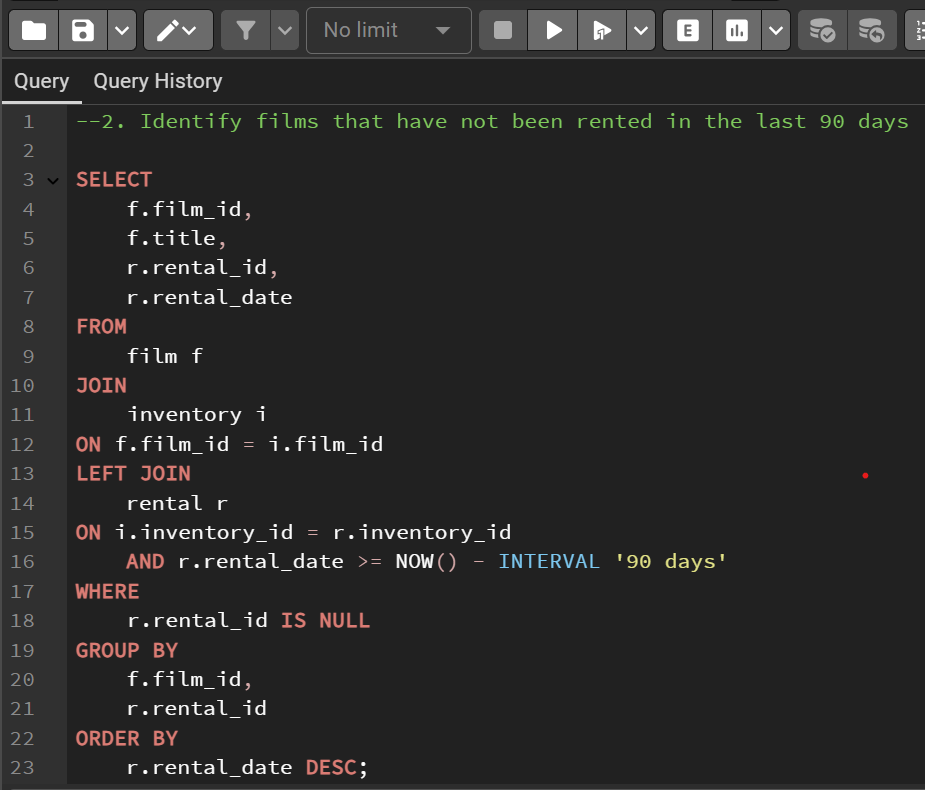 No limit
E
Query Query History
1 --2. Identify films that have not been rented in the last 90 days
2
3 SELECT
4 f.film_id,
5 f.title,
6 r.rental_id,
7 r.rental_date
8 FROM
9 film f
10 JOIN
11 inventory i
12 ON f.film_id = i.film_id
13 LEFT JOIN
14 rental r
15 ON i.inventory_id = r.inventory_id
16 AND r.rental_date >= NOW() - INTERVAL '90 days'
17 WHERE
18 r.rental_id IS NULL
19 GROUP BY
20 f.film_id,
21 r.rental_id
22 ORDER BY
23 r.rental_date DESC;